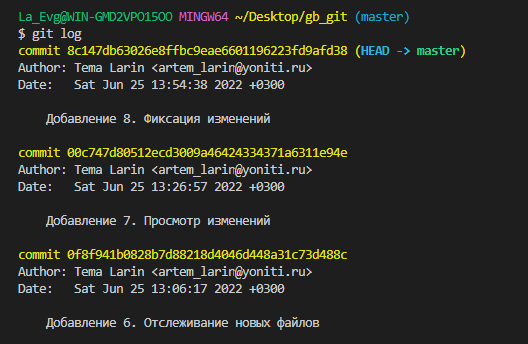 La_Evg@WIN-GMD2VPO15OO MINGW64 ~/Desktop/gb_git (master)
$ git log
commit 8c147db63026e8ffbc9eae6601196223fd9afd38 (HEAD -> master)
Author: Tema Larin <artem_larin@yoniti.ru>
Date:   Sat Jun 25 13:54:38 2022 +0300
Добавление 8. Фиксация изменений
commit 00c747d80512ecd3009a46424334371a6311e94e
Author: Tema Larin <artem_larin@yoniti.ru>
Date:   Sat Jun 25 13:26:57 2022 +0300
Добавление 7. Просмотр изменений
commit 0f8f941b0828b7d88218d4046d448a31c73d488c
Author: Tema Larin <artem_larin@yoniti.ru>
Date:   Sat Jun 25 13:06:17 2022 +0300
Добавление 6. Отслеживание новых файлов